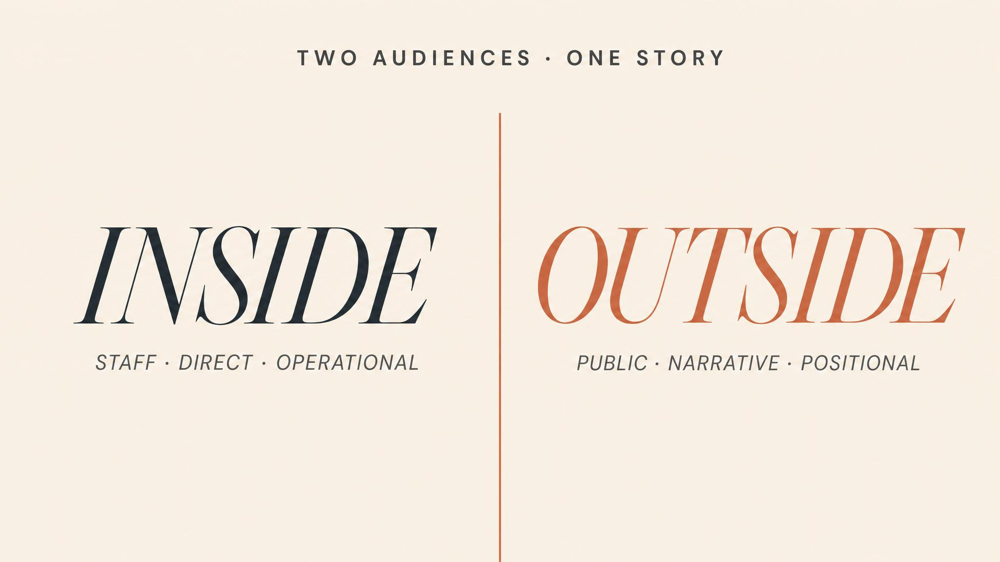 TWO AUDIENCES · ONE STORY
INSIDE
STAFF · DIRECT · OPERATIONAL
OUTSIDE
PUBLIC · NARRATIVE · POSITIONAL